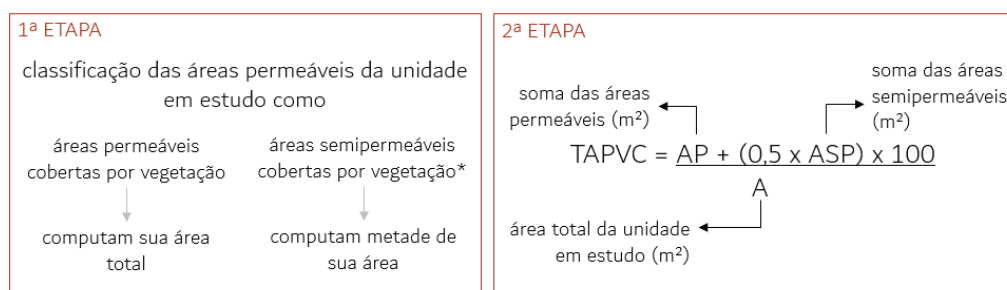 1ª ETAPA
classificação das áreas permeáveis da unidade
em estudo como
áreas permeáveis
cobertas por vegetação
computam sua área
total
áreas semipermeáveis
cobertas por vegetação*
computam metade de
sua área
2ª ETAPA
soma das áreas
permeáveis (m²)
soma das áreas
semipermeáveis
(m²)
TAPVC = AP + (0,5 x ASP) x 100
A
área total da unidade
em estudo (m²)